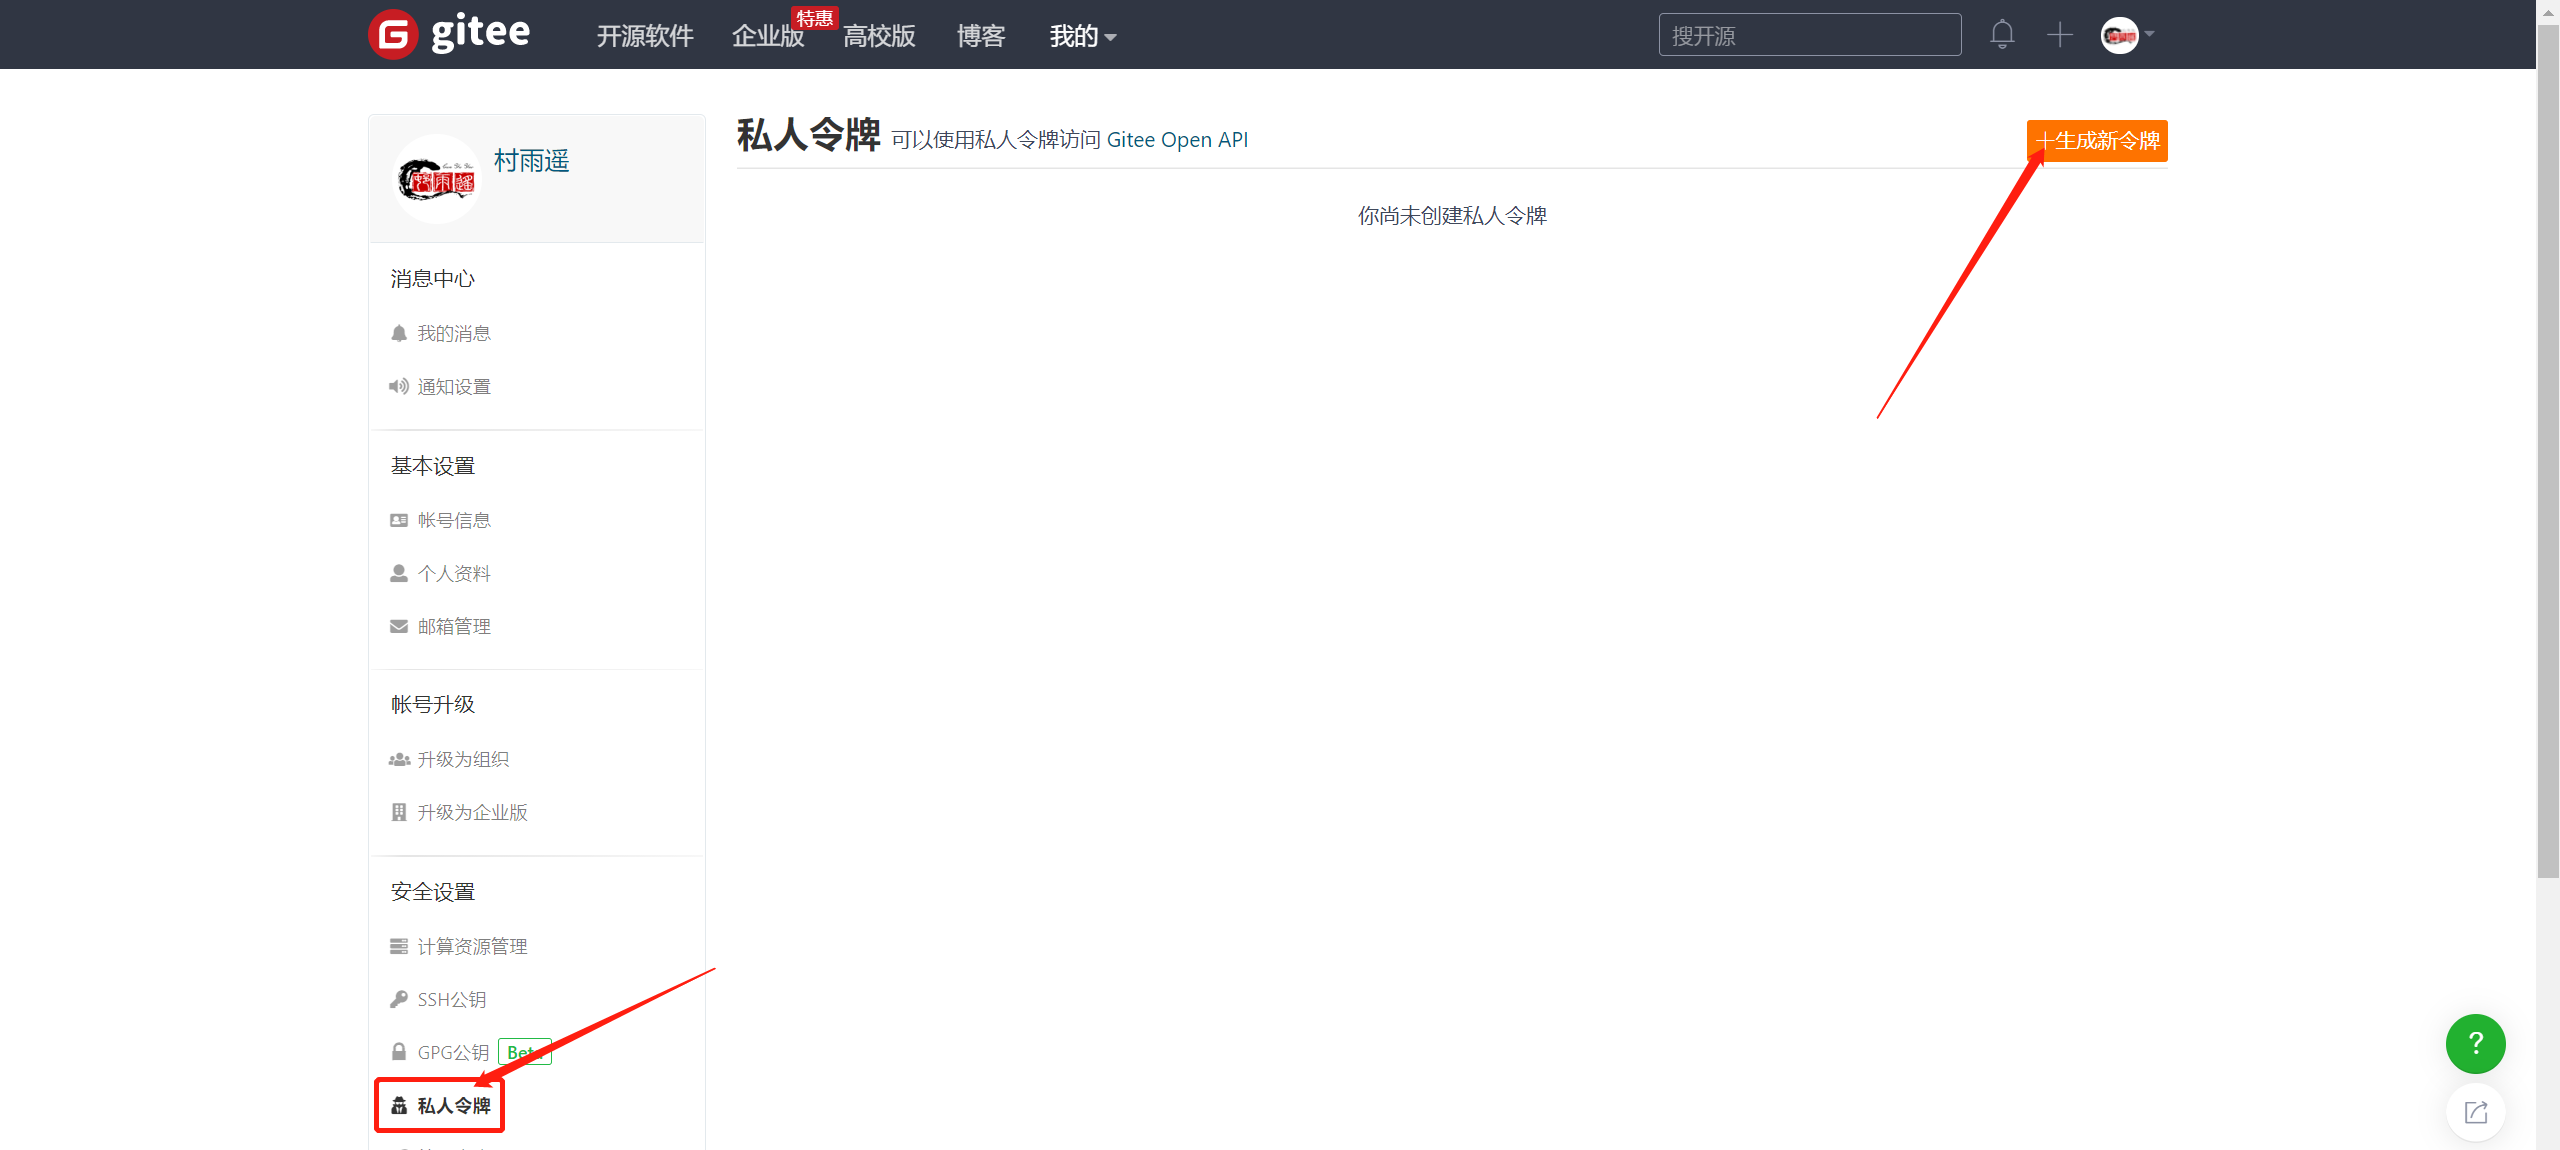 gitee 开源软件 企业版 特惠 高校版 博客 我的 搜开源
村雨遥
私人令牌 可以使用私人令牌访问 Gitee Open API
+生成新令牌
你尚未创建私人令牌
消息中心
我的消息
通知设置
基本设置
帐号信息
个人资料
邮箱管理
帐号升级
升级为组织
升级为企业版
安全设置
计算资源管理
SSH公钥
GPG公钥 Beta
私人令牌
?